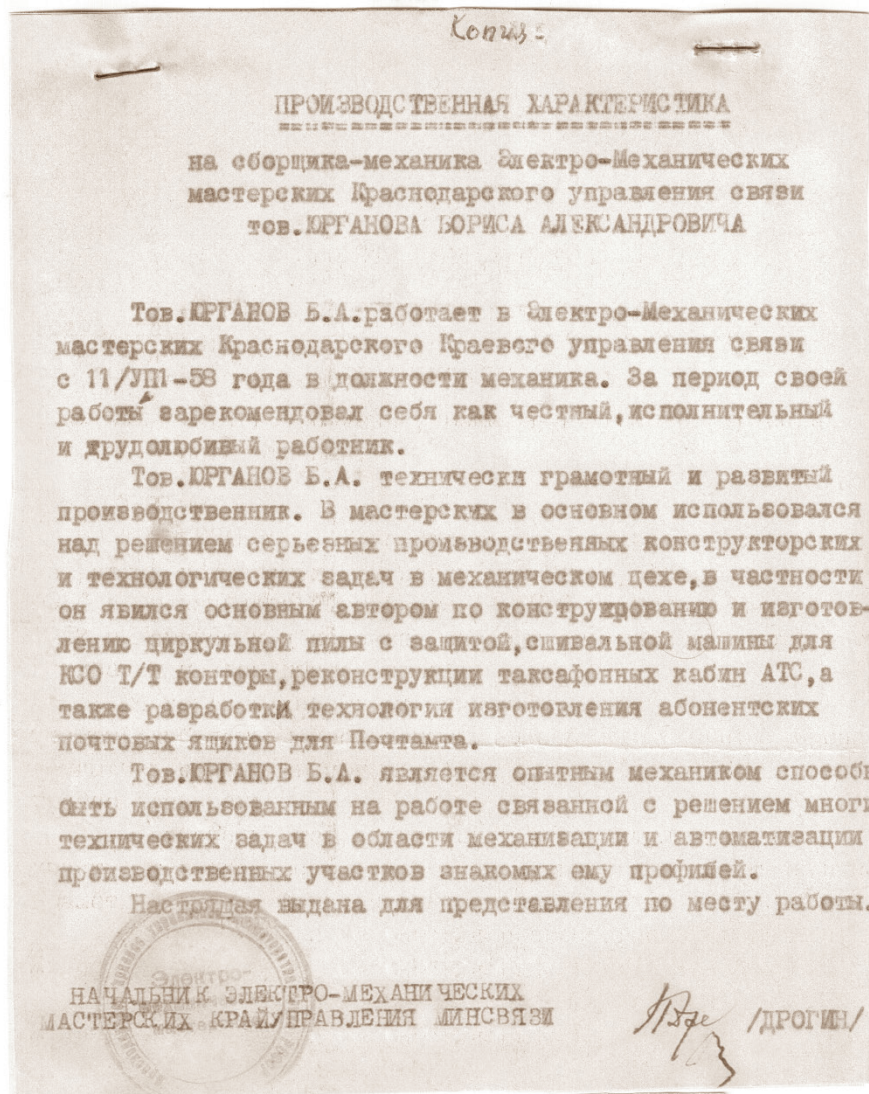 Копия
ПРОИЗВОДСТВЕННАЯ ХАРАКТЕРИСТИКА
на сборщика-механика Электро-Механических
мастерских Краснодарского управления связи
тов.ЮРГАНОВА БОРИСА АЛЕКСАНДРОВИЧА
Тов.ЮРГАНОВ Б.А.работает в Электро-Механических
мастерских Краснодарского Краевого управления связи
с 11/УШ-58 года в должности механика. За период своей
работы зарекомендовал себя как честный,исполнительный
и трудолюбивый работник.
Тов.ЮРГАНОВ Б.А. технически грамотный и развитый
производственник. В мастерских в основном использовался
над решением серьезных производственных конструкторских
и технологических задач в механическом цехе,в частности
он явился основным автором по конструированию и изготов-
лению циркульной пилы с защитой,сшивальной машины для
КСО Т/Т конторы,реконструкции таксафонных кабин АТС,а
также разработки технологии изготовления абонентских
почтовых ящиков для Почтамта.
Тов.ЮРГАНОВ Б.А. является опытным механиком способн
быть использованным на работе связанной с решением многи
технических задач в области механизации и автоматизации
производственных участков знакомых ему профилей.
Настрящая выдана для представления по месту работы.
Электро-
НАЧАЛЬНИК ЭЛЕКТРО-МЕХАНИЧЕСКИХ
МАСТЕРСКИХ КРАЙУПРАВЛЕНИЯ МИНСВЯЗИ /ДРОГИН/